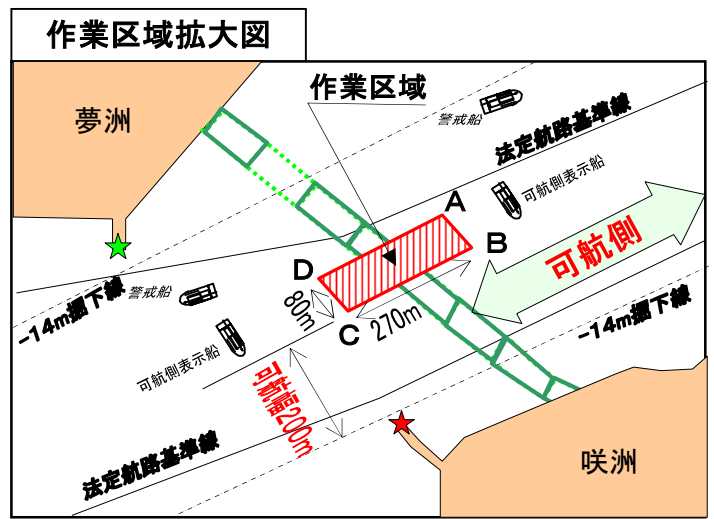 作業区域拡大図
夢洲
作業区域
警戒船
法定航路基準線
可航側表示船
A
B
可航側
D
C
80m
270m
警戒船
-14m掘下線
可航側表示船
-14m掘下線
可航幅200m
法定航路基準線
咲洲